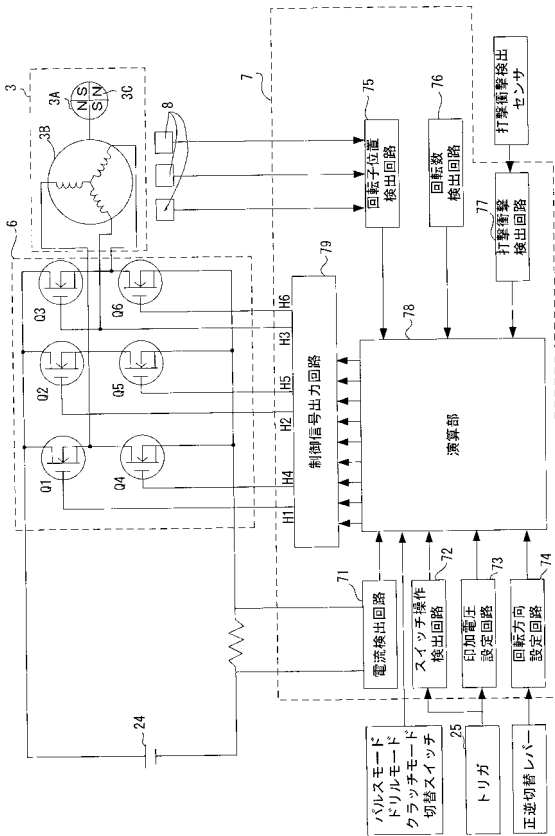 3
3A
N S
S N
3C
3B
8
6
Q3
Q6
Q2
Q5
Q1
Q4
24
7
75
回転子位置
検出回路
76
回転数
検出回路
打撃衝撃検出
センサ
77
打撃衝撃
検出回路
79
制御信号出力回路
H1
H4
H2
H5
H3
H6
78
演算部
71
電流検出回路
72
スイッチ操作
検出回路
73
印加電圧
設定回路
74
回転方向
設定回路
パルスモード
ドリルモード
クラッチモード
切替スイッチ
25
トリガ
正逆切替レバー